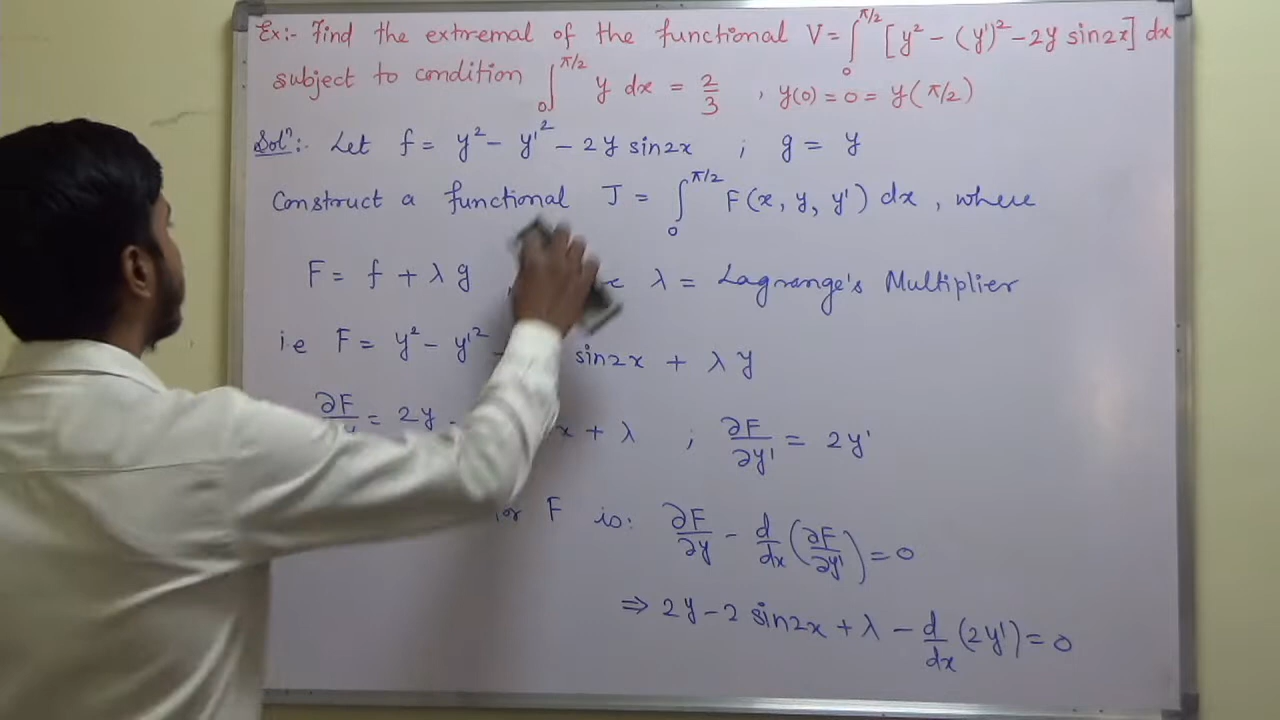 Ex:- Find the extremal of the functional V = ∫₀^{π/2} [y² - (y')² - 2y sin2x] dx
subject to condition ∫₀^{π/2} y dx = 2/3 , y(0) = 0 = y(π/2)
Solⁿ:- Let f = y² - y'² - 2y sin2x ; g = y
Construct a functional J = ∫₀^{π/2} F(x, y, y') dx , where
F = f + λg , λ = Lagrange's Multiplier
i.e F = y² - y'² - sin2x + λy
∂F = 2y - x + λ ; ∂F/∂y' = 2y'
F is: ∂F/∂y - d/dx (∂F/∂y') = 0
⇒ 2y - 2 sin2x + λ - d/dx (2y') = 0